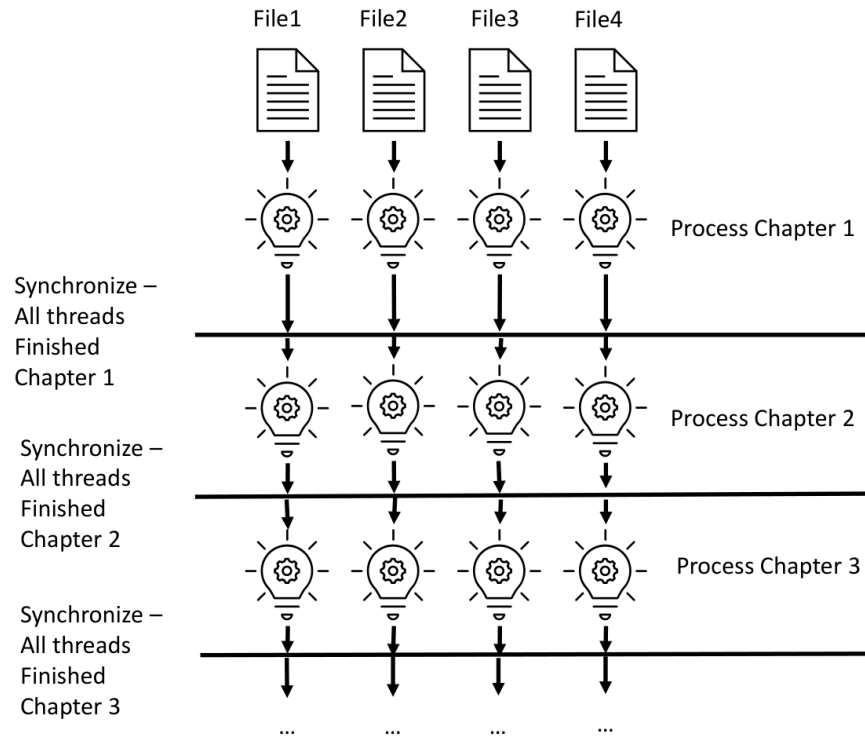 File1
File2
File3
File4
Process Chapter 1
Synchronize –
All threads
Finished
Chapter 1
Process Chapter 2
Synchronize –
All threads
Finished
Chapter 2
Process Chapter 3
Synchronize –
All threads
Finished
Chapter 3
...
...
...
...